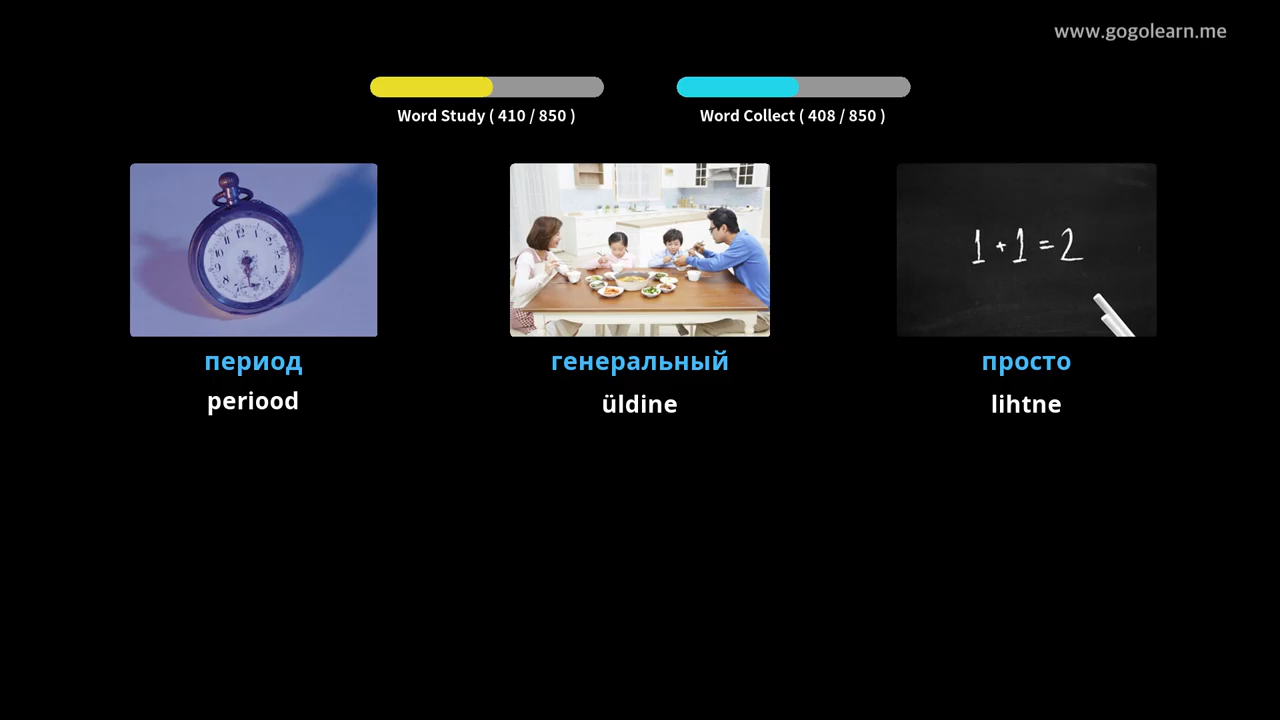 www.gogolearn.me
Word Study ( 410 / 850 )
Word Collect ( 408 / 850 )
1 + 1 = 2
период
генеральный
просто
periood
üldine
lihtne